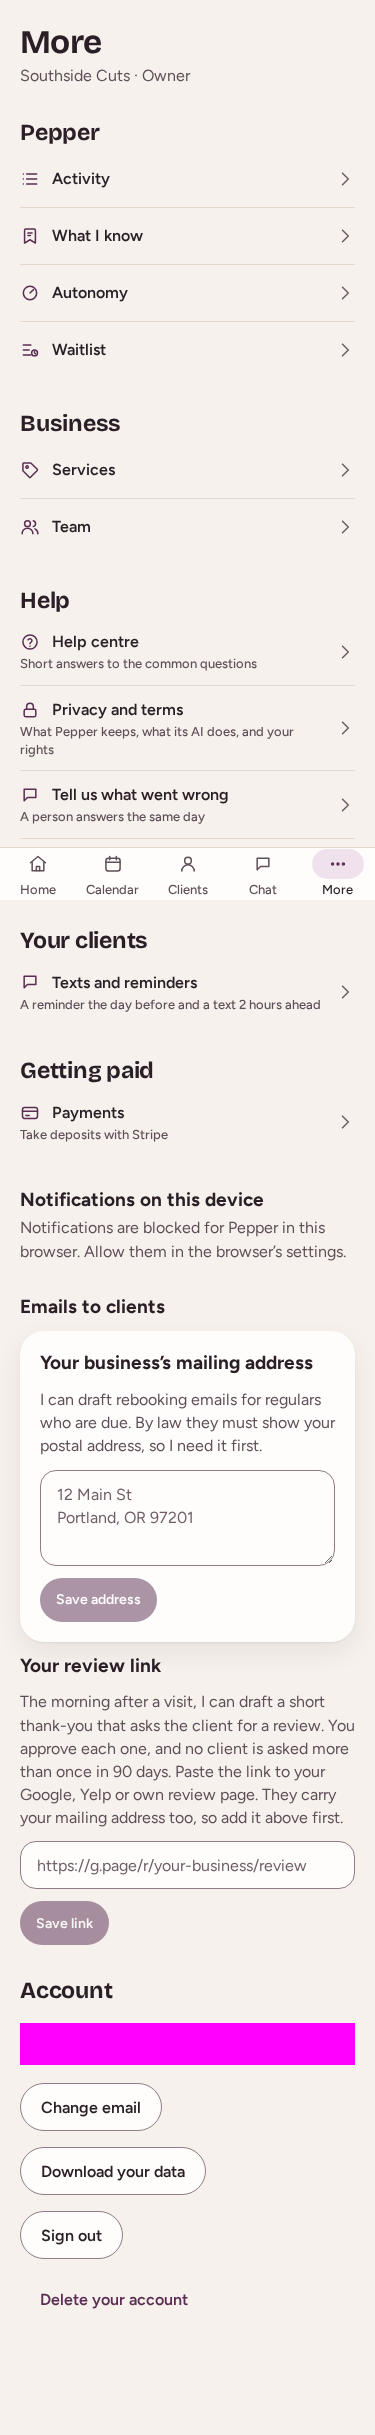 More
Southside Cuts · Owner
Pepper
Activity
What I know
Autonomy
Waitlist
Business
Services
Team
Help
Help centre
Short answers to the common questions
Privacy and terms
What Pepper keeps, what its AI does, and your
rights
Tell us what went wrong
A person answers the same day
Home
Calendar
Clients
Chat
More
Your clients
Texts and reminders
A reminder the day before and a text 2 hours ahead
Getting paid
Payments
Take deposits with Stripe
Notifications on this device
Notifications are blocked for Pepper in this
browser. Allow them in the browser’s settings.
Emails to clients
Your business’s mailing address
I can draft rebooking emails for regulars
who are due. By law they must show your
postal address, so I need it first.
12 Main St
Portland, OR 97201
Save address
Your review link
The morning after a visit, I can draft a short
thank-you that asks the client for a review. You
approve each one, and no client is asked more
than once in 90 days. Paste the link to your
Google, Yelp or own review page. They carry
your mailing address too, so add it above first.
https://g.page/r/your-business/review
Save link
Account
Change email
Download your data
Sign out
Delete your account